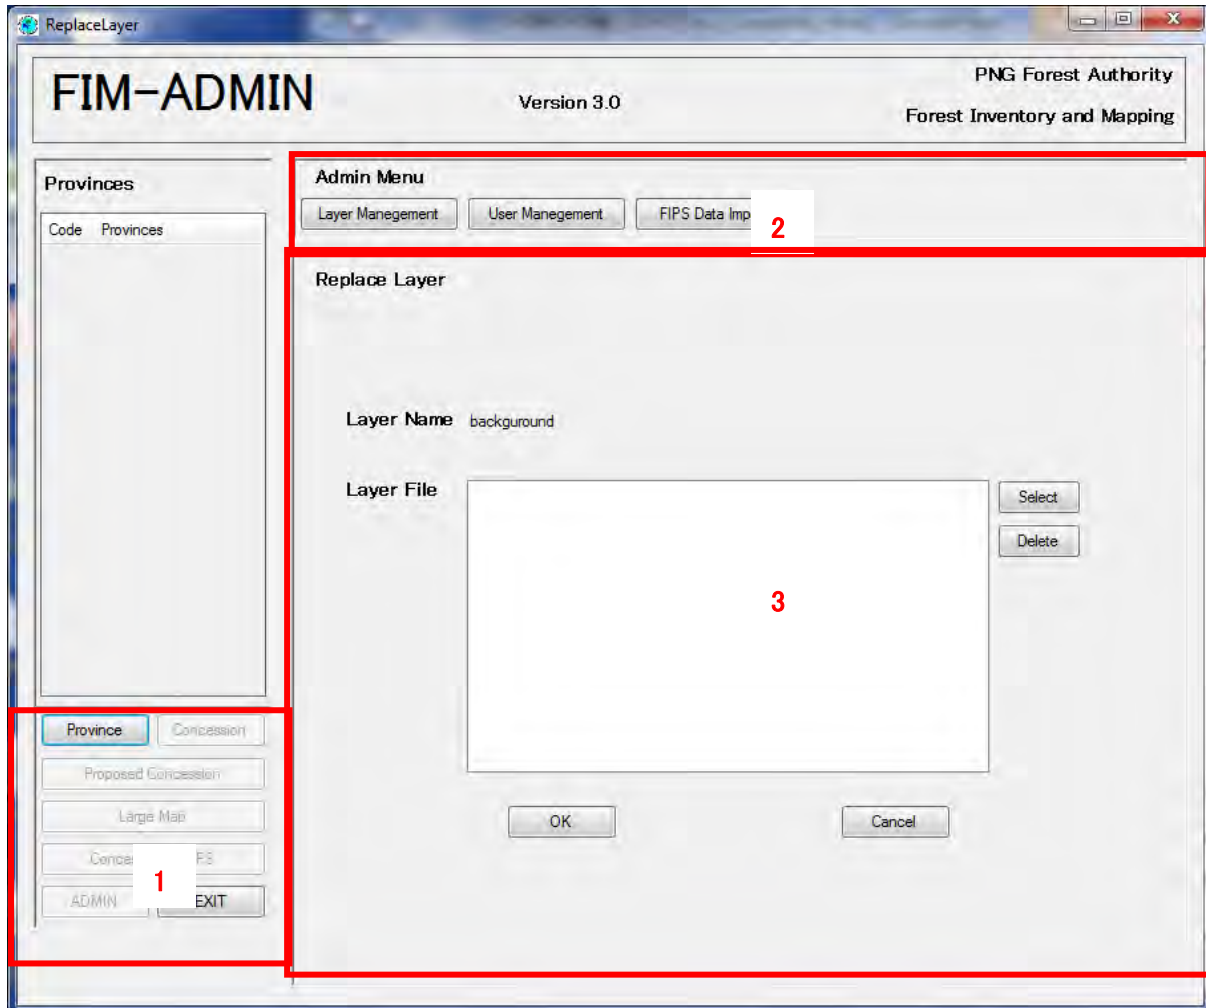 ReplaceLayer
FIM-ADMIN
Version 3.0
PNG Forest Authority
Forest Inventory and Mapping
Provinces
Code Provinces
Admin Menu
Layer Manegement User Manegement FIPS Data Imp
2
Replace Layer
Layer Name backguround
Layer File
Select
Delete
3
OK Cancel
Province Concession
Proposed Concession
Large Map
Conce FS
1
ADMIN EXIT